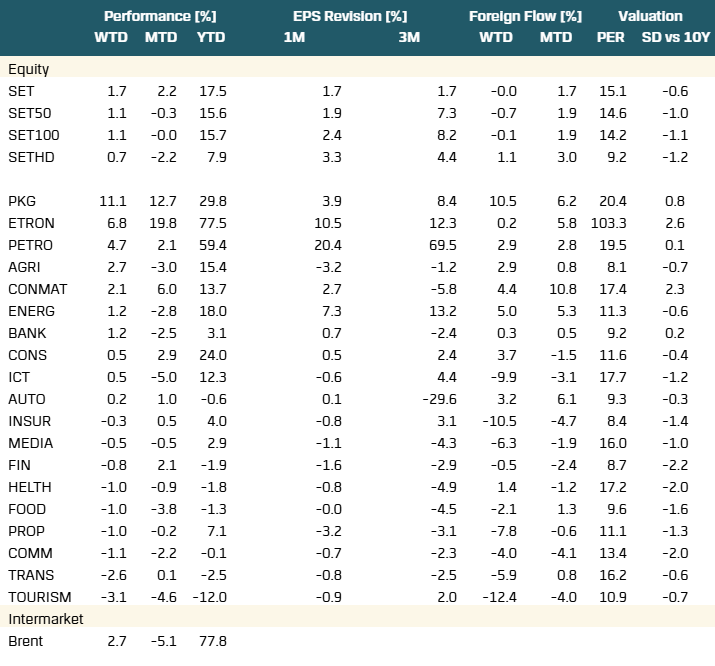 Performance [%] EPS Revision [%] Foreign Flow [%] Valuation
WTD MTD YTD 1M 3M WTD MTD PER SD vs 10Y
Equity
SET 1.7 2.2 17.5 1.7 1.7 -0.0 1.7 15.1 -0.6
SET50 1.1 -0.3 15.6 1.9 7.3 -0.7 1.9 14.6 -1.0
SET100 1.1 -0.0 15.7 2.4 8.2 -0.1 1.9 14.2 -1.1
SETHD 0.7 -2.2 7.9 3.3 4.4 1.1 3.0 9.2 -1.2
PKG 11.1 12.7 29.8 3.9 8.4 10.5 6.2 20.4 0.8
ETRON 6.8 19.8 77.5 10.5 12.3 0.2 5.8 103.3 2.6
PETRO 4.7 2.1 59.4 20.4 69.5 2.9 2.8 19.5 0.1
AGRI 2.7 -3.0 15.4 -3.2 -1.2 2.9 0.8 8.1 -0.7
CONMAT 2.1 6.0 13.7 2.7 -5.8 4.4 10.8 17.4 2.3
ENERG 1.2 -2.8 18.0 7.3 13.2 5.0 5.3 11.3 -0.6
BANK 1.2 -2.5 3.1 0.7 -2.4 0.3 0.5 9.2 0.2
CONS 0.5 2.9 24.0 0.5 2.4 3.7 -1.5 11.6 -0.4
ICT 0.5 -5.0 12.3 -0.6 4.4 -9.9 -3.1 17.7 -1.2
AUTO 0.2 1.0 -0.6 0.1 -29.6 3.2 6.1 9.3 -0.3
INSUR -0.3 0.5 4.0 -0.8 3.1 -10.5 -4.7 8.4 -1.4
MEDIA -0.5 -0.5 2.9 -1.1 -4.3 -6.3 -1.9 16.0 -1.0
FIN -0.8 2.1 -1.9 -1.6 -2.9 -0.5 -2.4 8.7 -2.2
HELTH -1.0 -0.9 -1.8 -0.8 -4.9 1.4 -1.2 17.2 -2.0
FOOD -1.0 -3.8 -1.3 -0.0 -4.5 -2.1 1.3 9.6 -1.6
PROP -1.0 -0.2 7.1 -3.2 -3.1 -7.8 -0.6 11.1 -1.3
COMM -1.1 -2.2 -0.1 -0.7 -2.3 -4.0 -4.1 13.4 -2.0
TRANS -2.6 0.1 -2.5 -0.8 -2.5 -5.9 0.8 16.2 -0.6
TOURISM -3.1 -4.6 -12.0 -0.9 2.0 -12.4 -4.0 10.9 -0.7
Intermarket
Brent 2.7 -5.1 77.8